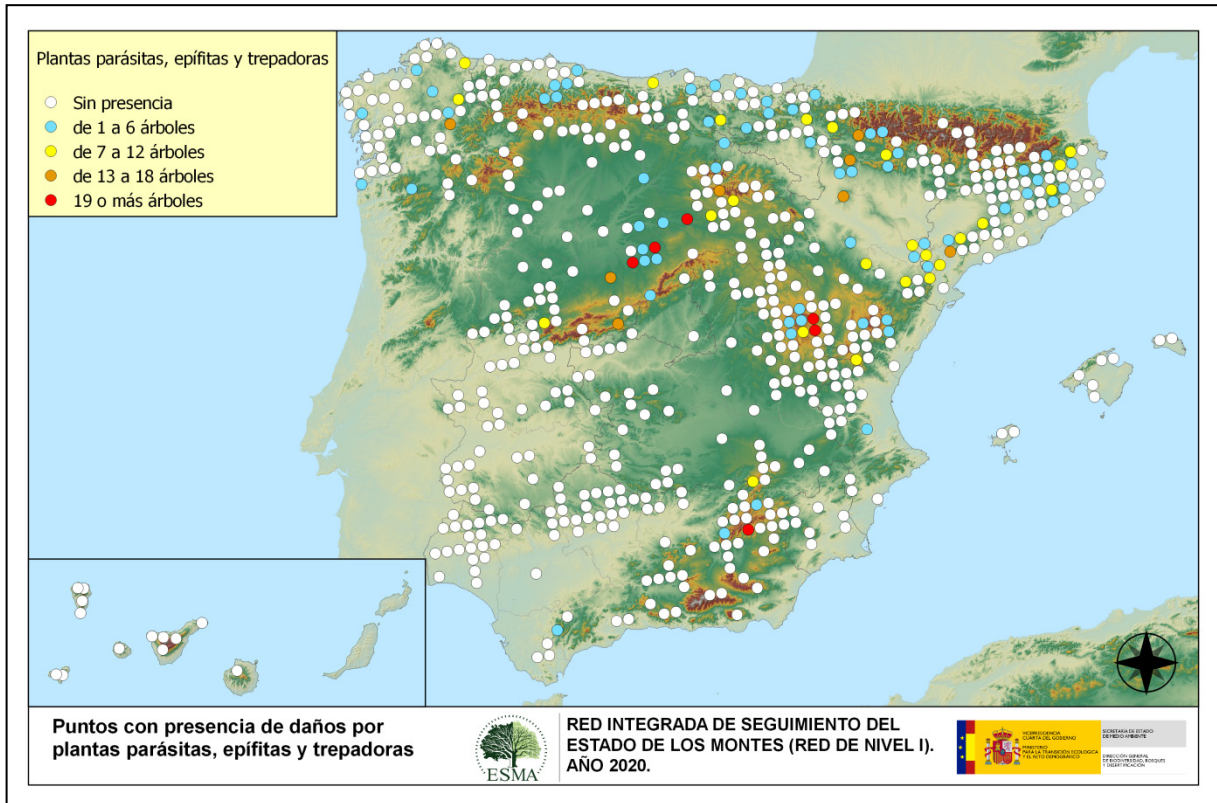 Plantas parásitas, epífitas y trepadoras
Sin presencia
de 1 a 6 árboles
de 7 a 12 árboles
de 13 a 18 árboles
19 o más árboles
Puntos con presencia de daños por
plantas parásitas, epífitas y trepadoras
ESMA
RED INTEGRADA DE SEGUIMIENTO DEL
ESTADO DE LOS MONTES (RED DE NIVEL I).
AÑO 2020.
VICEPRESIDENCIA
CUARTA DEL GOBIERNO
MINISTERIO
PARA LA TRANSICIÓN ECOLÓGICA
Y EL RETO DEMOGRÁFICO
SECRETARÍA DE ESTADO
DE MEDIO AMBIENTE
DIRECCIÓN GENERAL
DE BIODIVERSIDAD, BOSQUES
Y DESERTIFICACIÓN